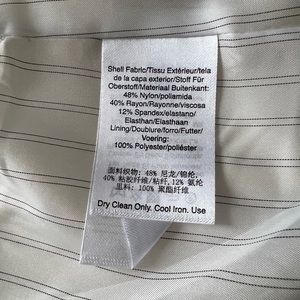 Shell Fabric/Tissu Extérieur/tela
de la capa exterior/Stoff Für
Oberstoff/Materiaal Buitenkant:
48% Nylon/poliamida
40% Rayon/Rayonne/viscosa
12% Spandex/elastano/
Elasthan/Elasthaan
Lining/Doublure/forro/Futter/
Voering:
100% Polyester/poliéster
面料织物: 48% 尼龙/锦纶,
40% 粘胶纤维/粘纤,12% 氨纶
里料: 100% 聚酯纤维
Dry Clean Only. Cool Iron. Use